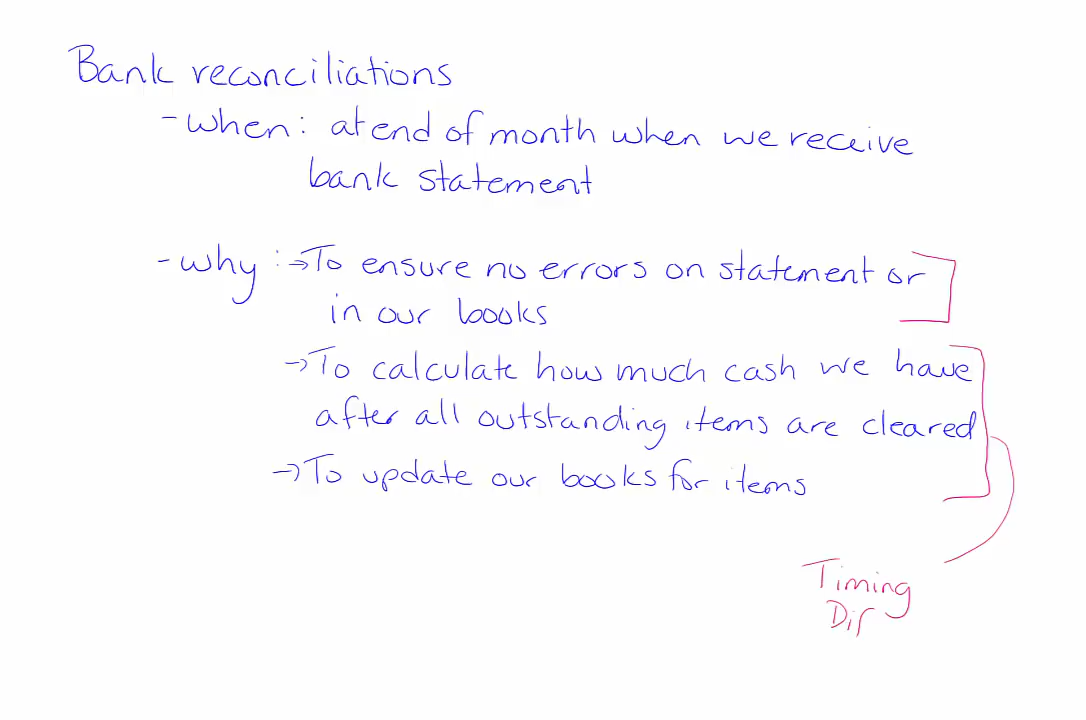 Bank reconciliations
- when: at end of month when we receive
bank statement
- why: → To ensure no errors on statement or
in our books
→ To calculate how much cash we have
after all outstanding items are cleared
→ To update our books for items
Timing
Dif